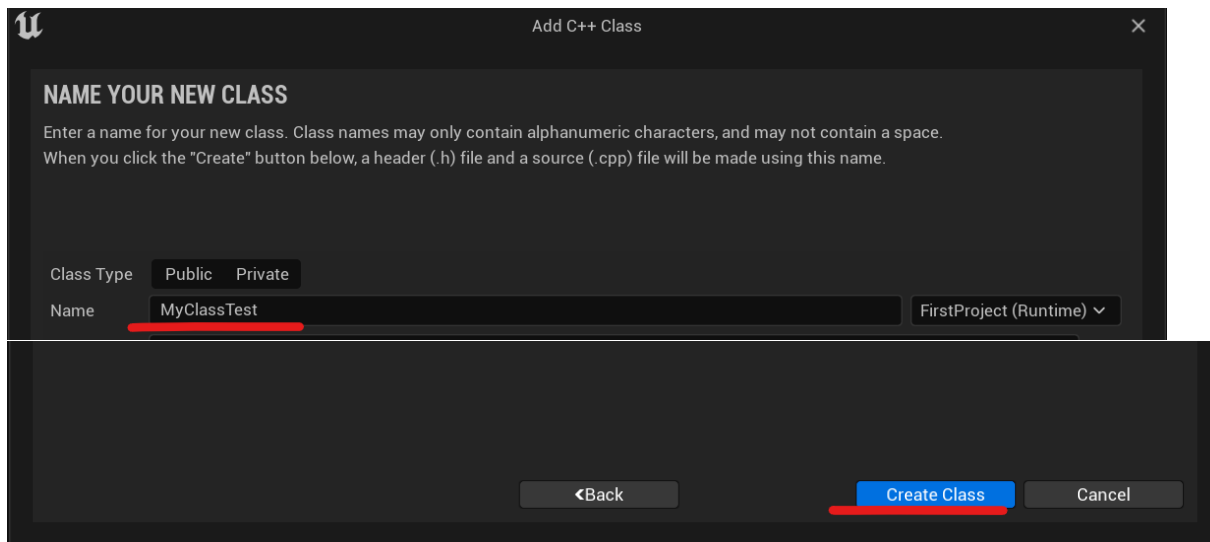 Add C++ Class
NAME YOUR NEW CLASS
Enter a name for your new class. Class names may only contain alphanumeric characters, and may not contain a space.
When you click the "Create" button below, a header (.h) file and a source (.cpp) file will be made using this name.
Class Type Public Private
Name MyClassTest FirstProject (Runtime)
Back Create Class Cancel